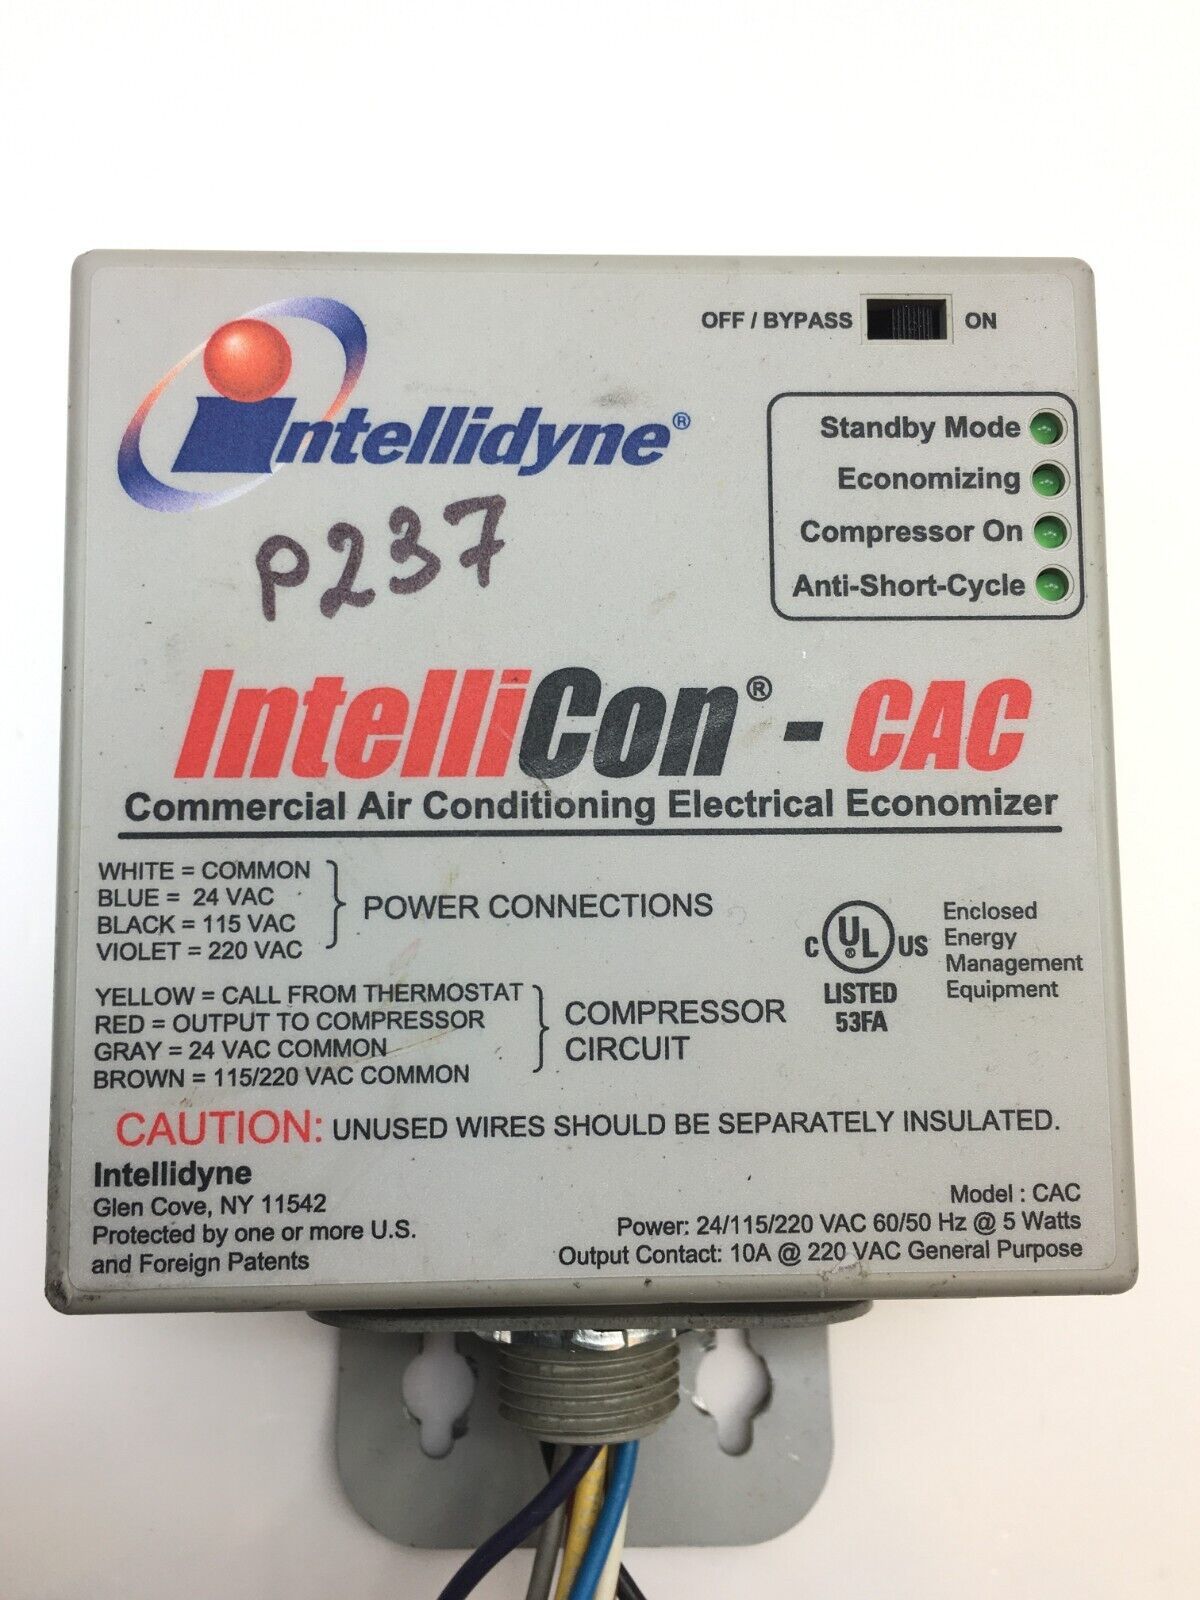 OFF / BYPASS ON
Intellidyne®
Standby Mode
Economizing
Compressor On
Anti-Short-Cycle
P237
IntelliCon® - CAC
Commercial Air Conditioning Electrical Economizer
WHITE = COMMON
BLUE = 24 VAC
BLACK = 115 VAC
VIOLET = 220 VAC
POWER CONNECTIONS
C UL® US
LISTED
53FA
Enclosed
Energy
Management
Equipment
YELLOW = CALL FROM THERMOSTAT
RED = OUTPUT TO COMPRESSOR
GRAY = 24 VAC COMMON
BROWN = 115/220 VAC COMMON
COMPRESSOR
CIRCUIT
CAUTION: UNUSED WIRES SHOULD BE SEPARATELY INSULATED.
Intellidyne
Glen Cove, NY 11542
Protected by one or more U.S.
and Foreign Patents
Model : CAC
Power: 24/115/220 VAC 60/50 Hz @ 5 Watts
Output Contact: 10A @ 220 VAC General Purpose